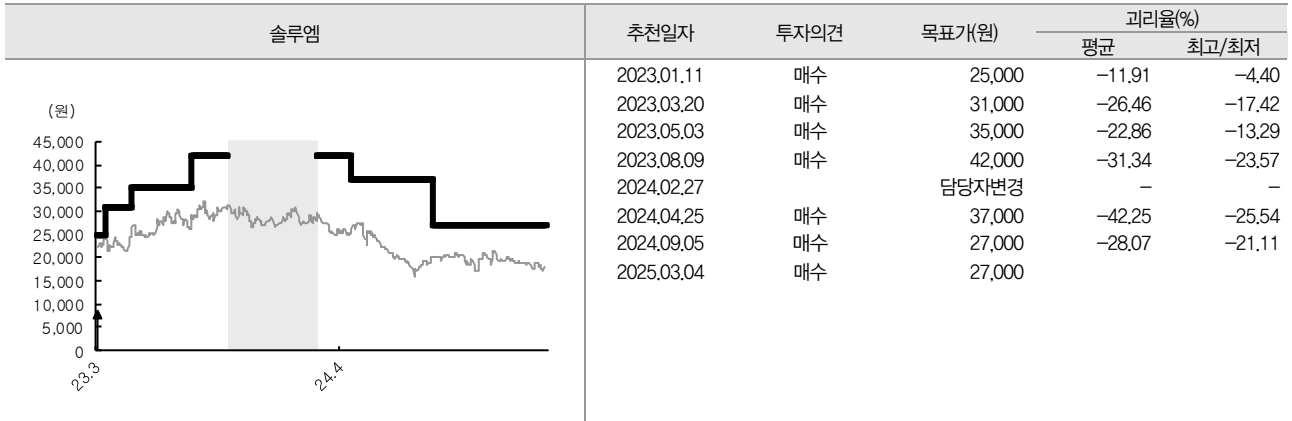 솔루엠
(원)
45,000
40,000
35,000
30,000
25,000
20,000
15,000
10,000
5,000
0
23.3
24.4
추천일자 투자의견 목표가(원) 괴리율(%)
평균 최고/최저
2023.01.11 매수 25,000 -11.91 -4.40
2023.03.20 매수 31,000 -26.46 -17.42
2023.05.03 매수 35,000 -22.86 -13.29
2023.08.09 매수 42,000 -31.34 -23.57
2024.02.27 담당자변경 - -
2024.04.25 매수 37,000 -42.25 -25.54
2024.09.05 매수 27,000 -28.07 -21.11
2025.03.04 매수 27,000